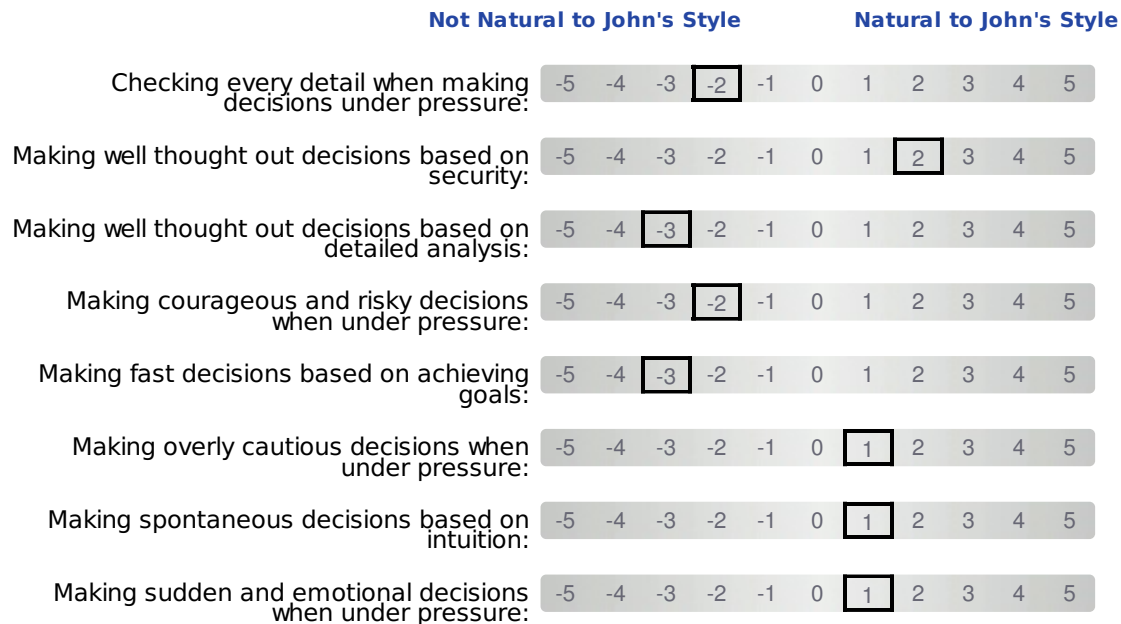 Not Natural to John's Style Natural to John's Style
Checking every detail when making
decisions under pressure:
-5 -4 -3 -2 -1 0 1 2 3 4 5
Making well thought out decisions based on
security:
-5 -4 -3 -2 -1 0 1 2 3 4 5
Making well thought out decisions based on
detailed analysis:
-5 -4 -3 -2 -1 0 1 2 3 4 5
Making courageous and risky decisions
when under pressure:
-5 -4 -3 -2 -1 0 1 2 3 4 5
Making fast decisions based on achieving
goals:
-5 -4 -3 -2 -1 0 1 2 3 4 5
Making overly cautious decisions when
under pressure:
-5 -4 -3 -2 -1 0 1 2 3 4 5
Making spontaneous decisions based on
intuition:
-5 -4 -3 -2 -1 0 1 2 3 4 5
Making sudden and emotional decisions
when under pressure:
-5 -4 -3 -2 -1 0 1 2 3 4 5